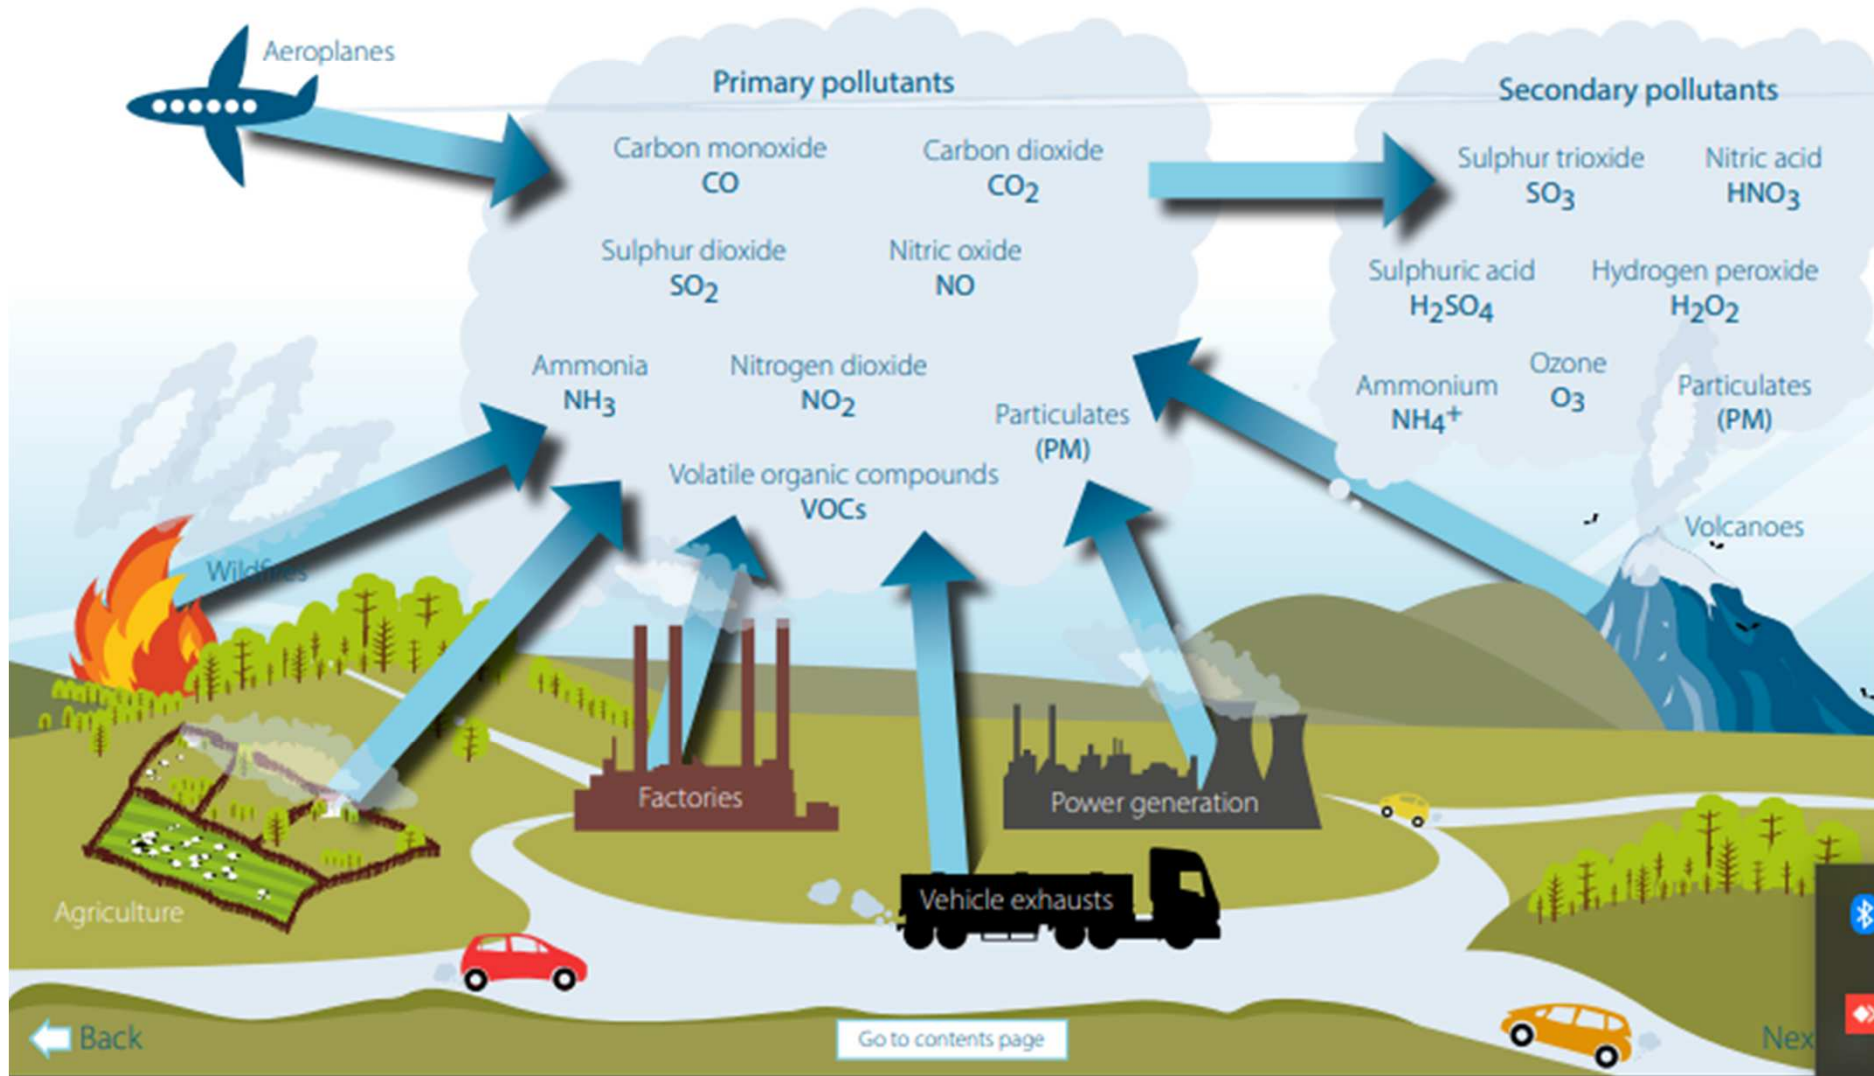 Aeroplanes
Primary pollutants
Secondary pollutants
Carbon monoxide
CO
Carbon dioxide
CO2
Sulphur trioxide
SO3
Nitric acid
HNO3
Sulphur dioxide
SO2
Nitric oxide
NO
Sulphuric acid
H2SO4
Hydrogen peroxide
H2O2
Ammonia
NH3
Nitrogen dioxide
NO2
Particulates
(PM)
Ammonium
NH4+
Ozone
O3
Particulates
(PM)
Volatile organic compounds
VOCs
Volcanoes
Wildfires
Factories
Power generation
Vehicle exhausts
Agriculture
Back
Go to contents page
Nex